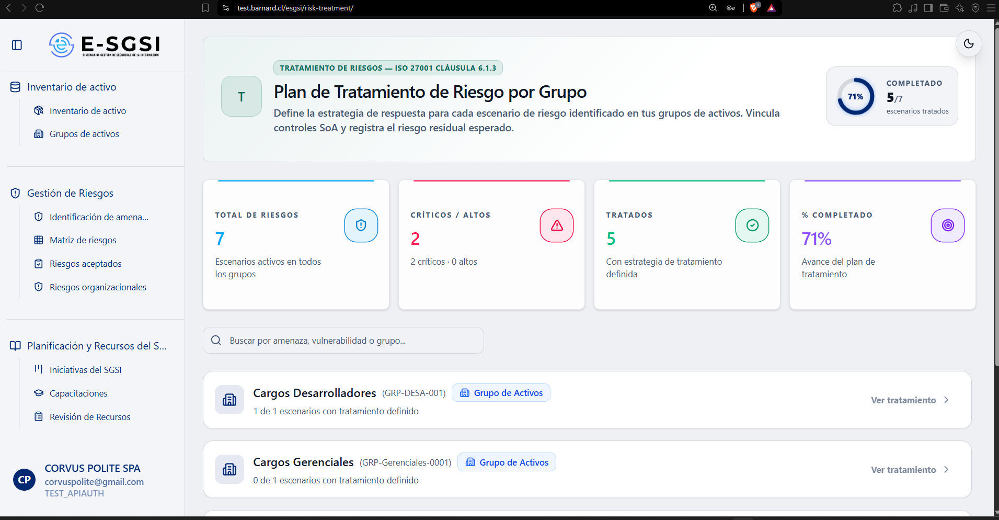 test.barnard.cl/esgsi/risk-treatment/
1
E-SGSI
SISTEMAS DE GESTIÓN DE SEGURIDAD DE LA INFORMACIÓN
Inventario de activo
Inventario de activo
Grupos de activos
Gestión de Riesgos
Identificación de amena...
Matriz de riesgos
Riesgos aceptados
Riesgos organizacionales
Planificación y Recursos del S...
Iniciativas del SGSI
Capacitaciones
Revisión de Recursos
CP
CORVUS POLITE SPA
corvuspolite@gmail.com
TEST_APIAUTH
T
TRATAMIENTO DE RIESGOS — ISO 27001 CLÁUSULA 6.1.3
Plan de Tratamiento de Riesgo por Grupo
Define la estrategia de respuesta para cada escenario de riesgo identificado en tus grupos de activos. Vincula
controles SoA y registra el riesgo residual esperado.
71%
COMPLETADO
5/7
escenarios tratados
TOTAL DE RIESGOS
7
Escenarios activos en todos
los grupos
CRÍTICOS / ALTOS
2
2 críticos · 0 altos
TRATADOS
5
Con estrategia de tratamiento
definida
% COMPLETADO
71%
Avance del plan de
tratamiento
Buscar por amenaza, vulnerabilidad o grupo...
Cargos Desarrolladores (GRP-DESA-001) Grupo de Activos
1 de 1 escenarios con tratamiento definido
Ver tratamiento
Cargos Gerenciales (GRP-Gerenciales-0001) Grupo de Activos
0 de 1 escenarios con tratamiento definido
Ver tratamiento